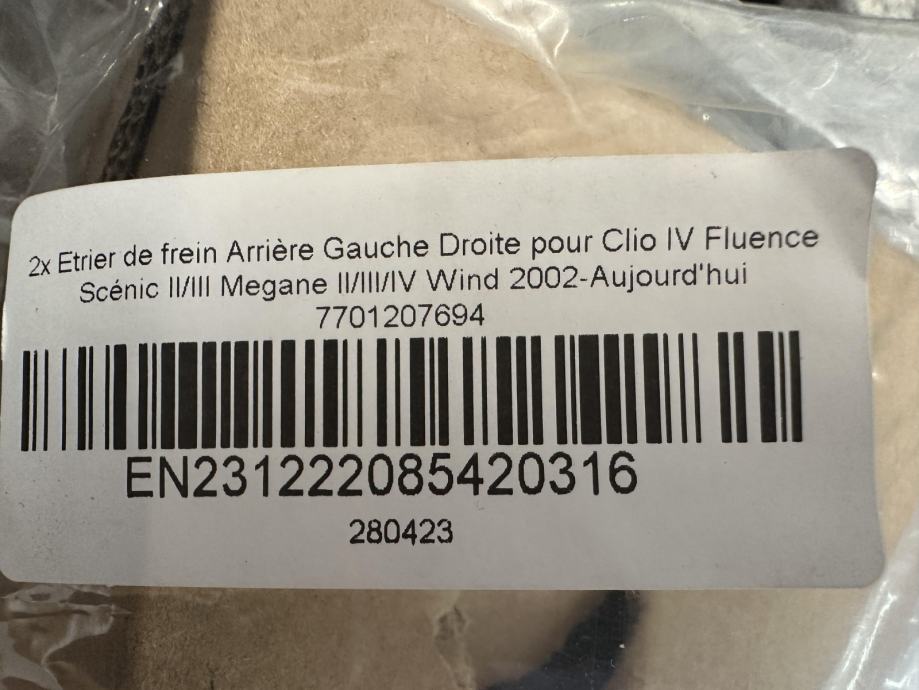 2x Etrier de frein Arrière Gauche Droite pour Clio IV Fluence
Scénic II/III Megane II/III/IV Wind 2002-Aujourd'hui
7701207694
EN231222085420316
280423